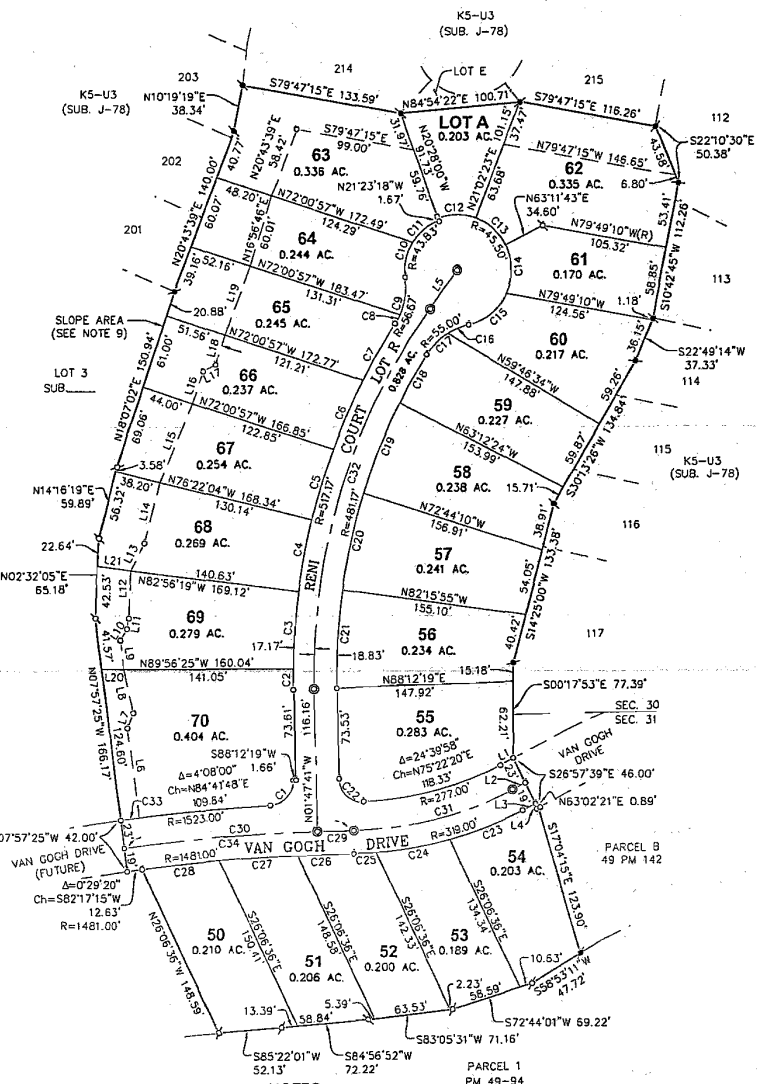 K5-U3
(SUB. J-78)
LOT E
203
214
215
K5-U3
(SUB. J-78)
N10°19'19"E
38.34'
S79°47'15"E 133.59'
N84°54'22"E 100.71'
S79°47'15"E 116.26'
112
LOT A
0.203 AC.
S22°10'30"E
50.38'
43.58'
6.80'
40.77'
N20°43'39"E
58.42'
S79°47'15"E
99.00'
31.97'
N20°28'00"W
91.73'
59.76'
101.15'
37.47'
N21°02'23"E
63.68'
N79°47'15"W 146.65'
62
0.335 AC.
63
0.336 AC.
202
N20°43'39"E 140.00'
60.07'
48.20'
N72°00'57"W 172.49'
124.29'
N21°23'18"W
1.67'
C12
C11
R=43.83'
C10
C13
R=45.50'
N63°11'43"E
34.60'
N79°49'10"W(R)
105.32'
53.41'
S10°42'45"W 112.26'
58.85'
113
C14
61
0.170 AC.
201
39.16'
N16°56'46"E
60.01'
64
0.244 AC.
52.16'
N72°00'57"W 183.47'
131.31'
L5
C9
C8
R=56.67'
C15
N79°49'10"W
124.56'
1.18'
SLOPE AREA
(SEE NOTE 9)
20.88'
L19
65
0.245 AC.
C7
LOT R
0.828 AC.
R=55.00'
C17
C16
60
0.217 AC.
36.15'
S22°49'14"W
37.33'
114
51.56'
N72°00'57"W 172.77'
121.21'
L18
L17
L16
LOT 3
SUB.
N18°07'02"E 150.94'
61.00'
66
0.237 AC.
C6
COURT
C18
N59°46'34"W
147.88'
59.26'
44.00'
N72°00'57"W 166.85'
122.85'
L15
59
0.227 AC.
59.87'
S30°13'26"W 134.84'
115
K5-U3
(SUB. J-78)
69.06'
67
0.254 AC.
C5
C19
N63°12'24"W
153.99'
3.58'
38.20'
N76°22'04"W 168.34'
130.14'
R=517.17'
C32
R=481.17'
58
0.238 AC.
15.71'
116
N14°16'19"E
59.89'
56.32'
L14
68
0.269 AC.
C4
C20
N72°44'10"W
156.91'
38.91'
S14°25'00"W 133.38'
22.64'
L21
L13
57
0.241 AC.
54.05'
N02°32'05"E
65.18'
42.53'
L12
140.63'
N82°56'19"W 169.12'
RENI
N82°15'55"W
155.10'
L11
L10
69
0.279 AC.
C3
C21
56
0.234 AC.
40.42'
117
41.57'
L9
17.17'
18.83'
L20
N89°56'25"W 160.04'
141.05'
C2
N88°12'19"E
147.92'
15.18'
S00°17'53"E 77.39'
N07°57'25"W 166.17'
124.60'
L8
L7
L6
70
0.404 AC.
73.61'
116.16'
73.53'
55
0.283 AC.
62.21'
SEC. 30
SEC. 31
VAN GOGH
DRIVE
S88°12'19"W
1.66'
Δ=4°08'00"
Ch=N84°41'48"E
109.84'
R=1523.00'
C1
N01°47'41"W
C22
Δ=24°39'58"
Ch=N75°22'20"E
118.33'
R=277.00'
23'
L2
19'
S26°57'39"E 46.00'
L3
N63°02'21"E 0.89'
L4
C33
C30
C34
C29
C31
C23
07°57'25"W 42.00'
23'
19'
VAN GOGH DRIVE
(FUTURE)
R=1481.00'
VAN GOGH DRIVE
R=319.00'
C28
C27
C26
C25
C24
Δ=0°29'20"
Ch=S82°17'15"W
12.63'
R=1481.00'
54
0.203 AC.
S17°04'15"E 123.90'
PARCEL B
49 PM 142
N26°06'36"W 148.59'
50
0.210 AC.
S26°06'36"E
150.41'
51
0.206 AC.
S26°06'36"E
148.58'
52
0.200 AC.
S26°06'36"E
142.33'
53
0.189 AC.
S26°06'36"E
134.34'
10.63'
S58°53'11"W
47.72'
13.39'
58.84'
5.39'
63.53'
2.23'
58.59'
S72°44'01"W 69.22'
S85°22'01"W
52.13'
S84°56'52"W
72.22'
S83°05'31"W 71.16'
PARCEL 1
PM 49-94